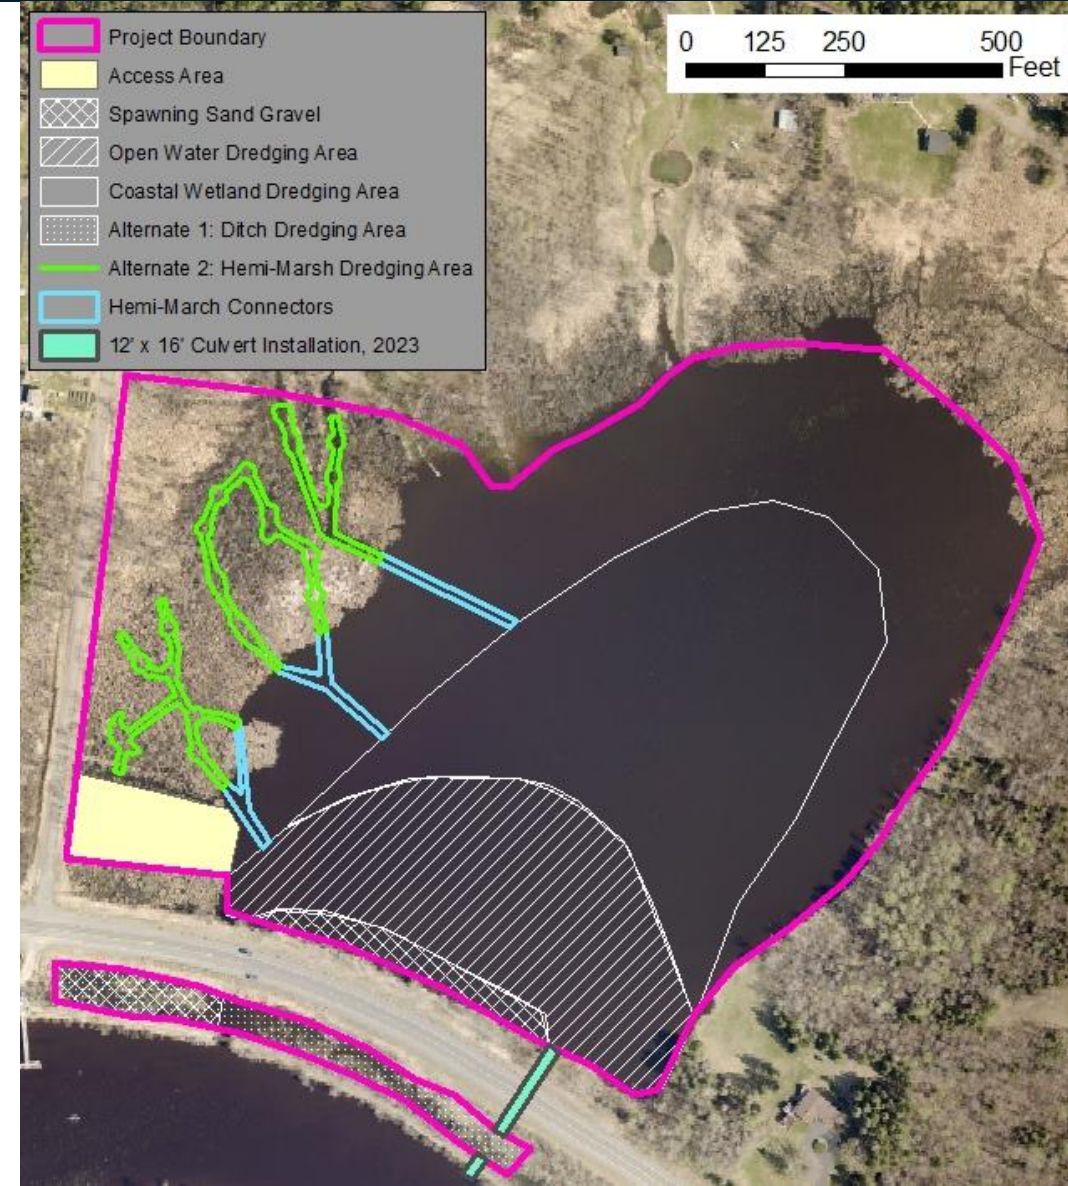 Project Boundary
Access Area
Spawning Sand Gravel
Open Water Dredging Area
Coastal Wetland Dredging Area
Alternate 1: Ditch Dredging Area
Alternate 2: Hemi-Marsh Dredging Area
Hemi-March Connectors
12' x 16' Culvert Installation, 2023
0 125 250 500
Feet